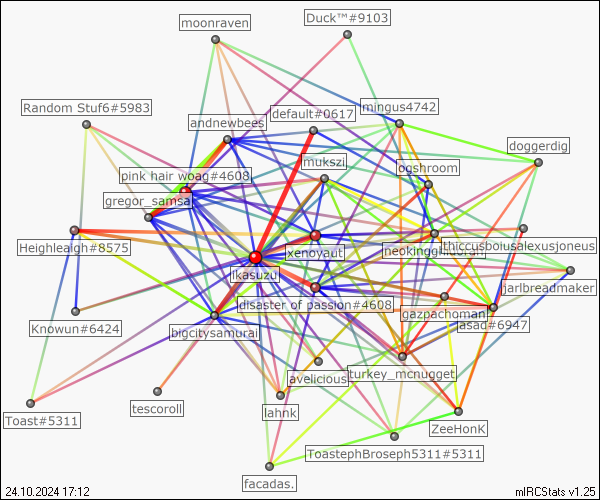 moonraven
Duck™#9103
Random Stuf6#5983
default#0617
mingus4742
andnewbees
doggerdig
mukszi
ogshroom
pink hair woag#4608
gregor_samsa
Heighleaigh#8575
xenoyaut
thiccusboiusalexusjoneus
jikasuzu
jarlbreadmaker
disaster of passion#4608
gazpachoman
Knowun#6424
bigcitysamurai
asad#6947
avelicious
turkey_mcnugget
Toast#5311
tescoroll
lahnk
ZeeHonK
ToastephBroseph5311#5311
facadas.
24.10.2024 17:12
mIRCStats v1.25